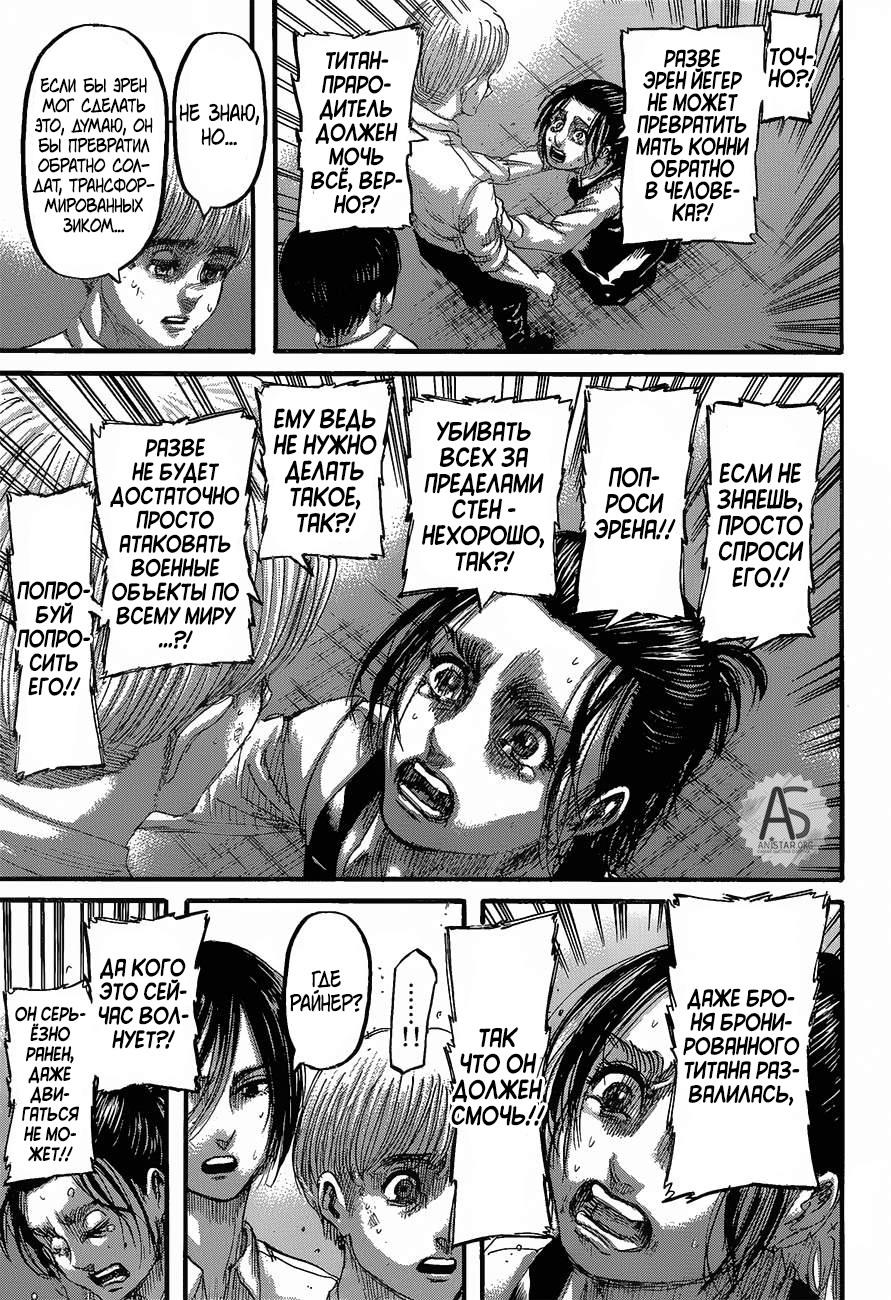 ТОЧ-
НО?!
РАЗВЕ
ЭРЕН ЙЕГЕР
НЕ МОЖЕТ
ПРЕВРАТИТЬ
МАТЬ КОННИ
ОБРАТНО
В ЧЕЛОВЕ-
КА?!
ТИТАН-
ПРАРО-
ДИТЕЛЬ
ДОЛЖЕН
МОЧЬ
ВСЁ, ВЕР-
НО?!
НЕ ЗНАЮ,
НО...
ЕСЛИ БЫ ЭРЕН
МОГ СДЕЛАТЬ
ЭТО, ДУМАЮ, ОН
БЫ ПРЕВРАТИЛ
ОБРАТНО СОЛ-
ДАТ, ТРАНСФОР-
МИРОВАННЫХ
ЗИКОМ...
ЕСЛИ НЕ
ЗНАЕШЬ,
ПРОСТО
СПРОСИ
ЕГО!!
ПОП-
РОСИ
ЭРЕНА!!
УБИВАТЬ
ВСЕХ ЗА
ПРЕДЕЛАМИ
СТЕН -
НЕХОРОШО,
ТАК?!
ЕМУ ВЕДЬ
НЕ НУЖНО
ДЕЛАТЬ
ТАКОЕ,
ТАК?!
РАЗВЕ
НЕ БУДЕТ
ДОСТАТОЧНО
ПРОСТО
АТАКОВАТЬ
ВОЕННЫЕ
ОБЪЕКТЫ ПО
ВСЕМУ МИРУ
...?!
ПОПРО-
БУЙ
ПОПРО-
СИТЬ
ЕГО!!
AS
ANISTAR.ORG
ДАЖЕ БРО-
НЯ БРОНИ-
РОВАННОГО
ТИТАНА РАЗ-
ВАЛИЛАСЬ,
ТАК
ЧТО ОН
ДОЛЖЕН
СМОЧЬ!!
......!!
ГДЕ
РАЙНЕР?
ДА КОГО
ЭТО СЕЙ-
ЧАС ВОЛ-
НУЕТ?!
ОН СЕРЬ-
ЁЗНО
РАНЕН,
ДАЖЕ
ДВИ-
ГАТЬСЯ
НЕ МО-
ЖЕТ!!